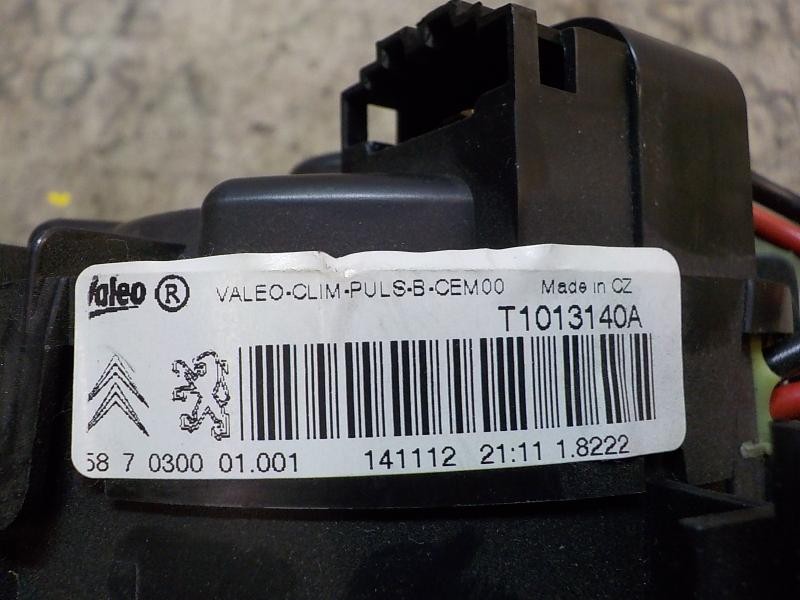 Valeo ® VALEO-CLIM-PULS-B-CEM00 Made in CZ
T1013140A
58 7 0300 01.001 141112 21:11 1.8222